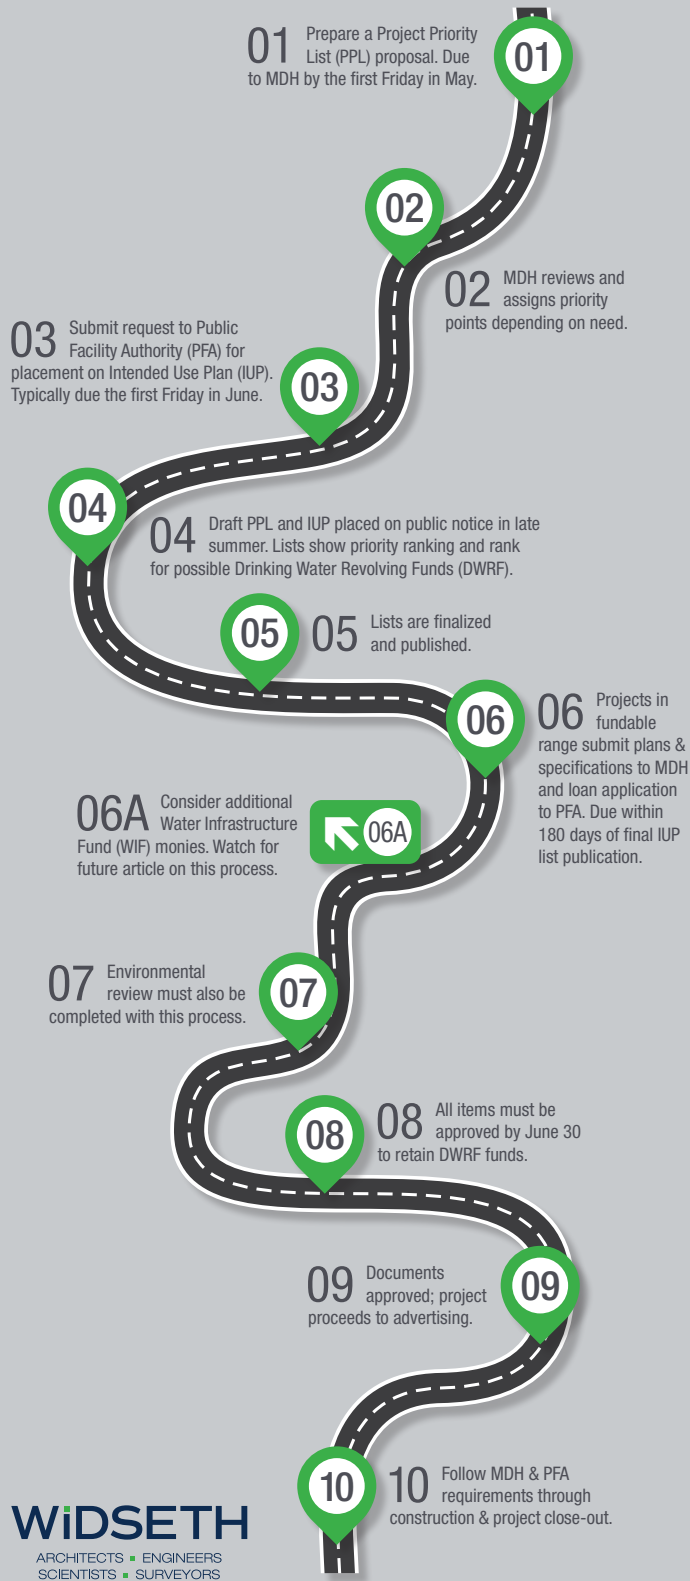 01 Prepare a Project Priority
List (PPL) proposal. Due
to MDH by the first Friday in May.
01
02
02 MDH reviews and
assigns priority
points depending on need.
03 Submit request to Public
Facility Authority (PFA) for
placement on Intended Use Plan (IUP).
Typically due the first Friday in June.
03
04
04 Draft PPL and IUP placed on public notice in late
summer. Lists show priority ranking and rank
for possible Drinking Water Revolving Funds (DWRF).
05
05 Lists are finalized
and published.
06
06 Projects in
fundable
range submit plans &
specifications to MDH
and loan application
to PFA. Due within
180 days of final IUP
list publication.
06A Consider additional
Water Infrastructure
Fund (WIF) monies. Watch for
future article on this process.
06A
07 Environmental
review must also be
completed with this process.
07
08
08 All items must be
approved by June 30
to retain DWRF funds.
09 Documents
approved; project
proceeds to advertising.
09
10
10 Follow MDH & PFA
requirements through
construction & project close-out.
WiDSETH
ARCHITECTS ▪ ENGINEERS
SCIENTISTS ▪ SURVEYORS